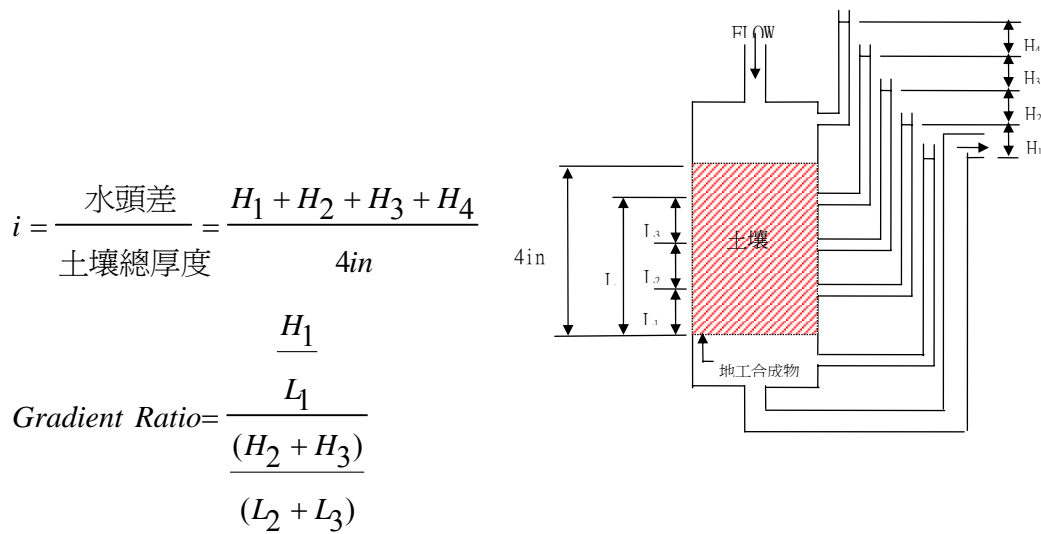 i = 水頭差 / 土壤總厚度 = H1 + H2 + H3 + H4 / 4in
Gradient Ratio= H1 / L1 / (H2 + H3) / (L2 + L3)
FLOW
H4
H3
H2
H1
土壤
4in
L
L3
L2
L1
地工合成物